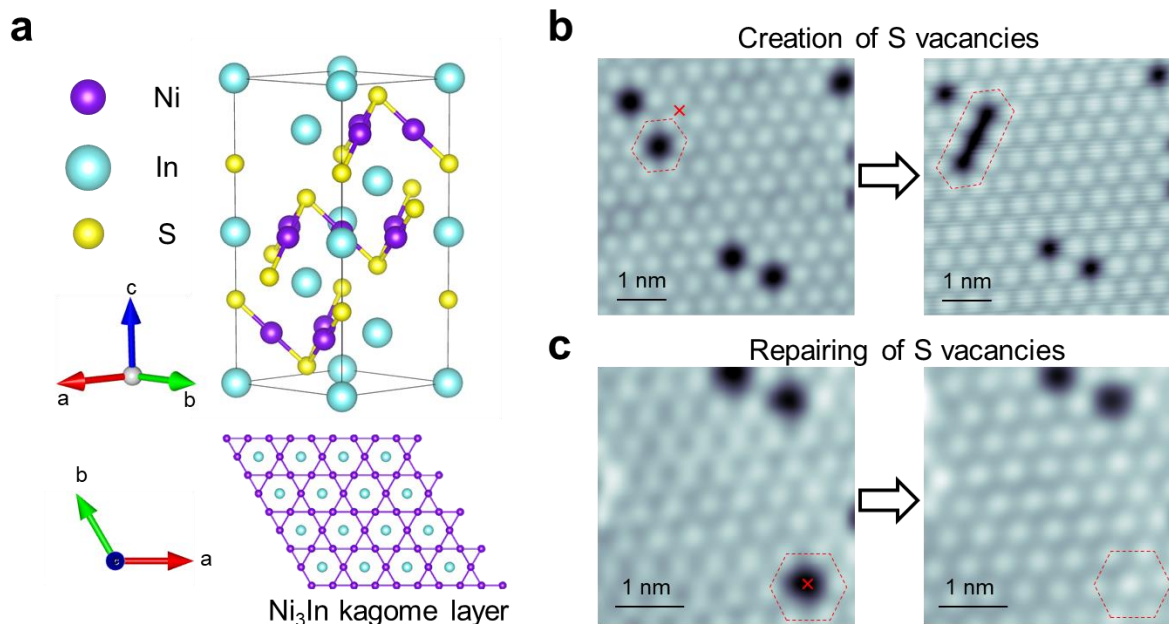 a
Ni
In
S
c
a
b
b
a
Ni₃In kagome layer
b
Creation of S vacancies
1 nm
1 nm
c
Repairing of S vacancies
1 nm
1 nm